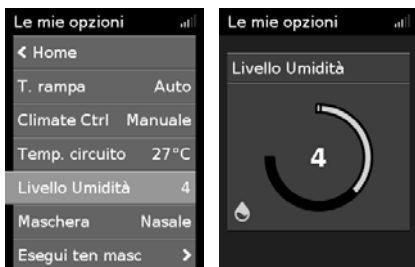 Le mie opzioni
< Home
T. rampa Auto
Climate Ctrl Manuale
Temp. circuito 27°C
Livello Umidità 4
Maschera Nasale
Esegui ten masc >
Le mie opzioni
Livello Umidità
4